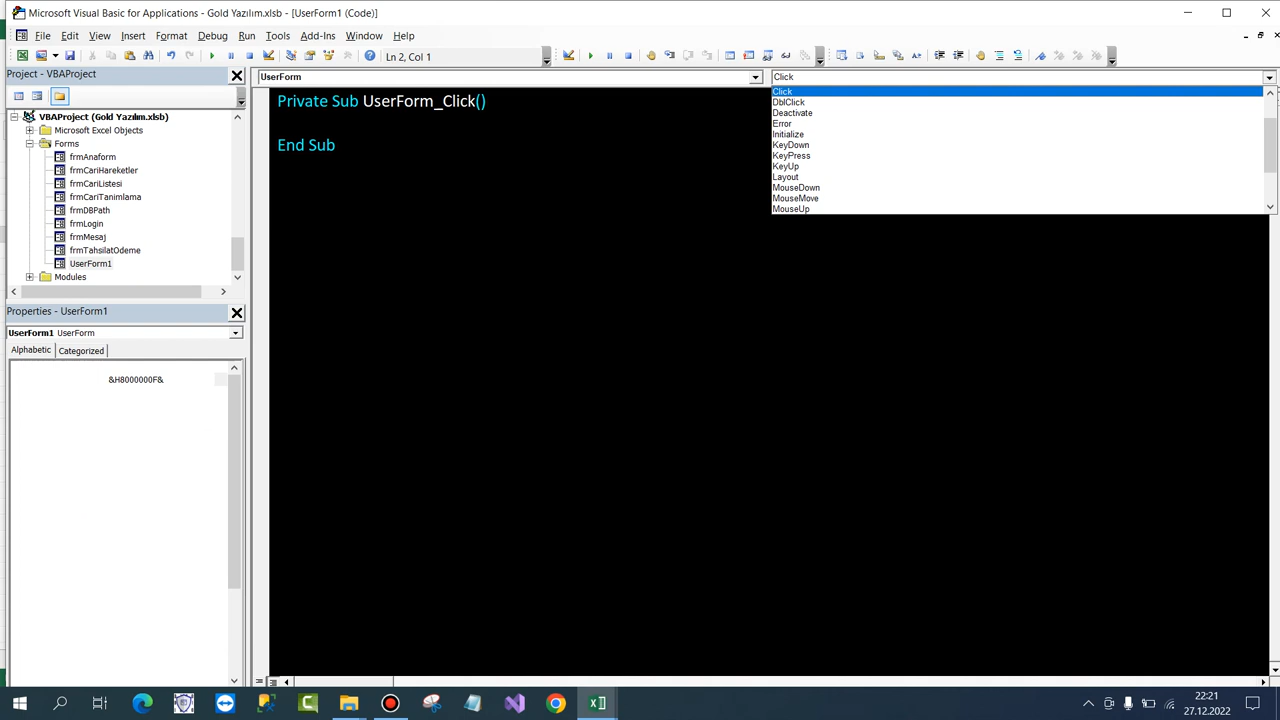 Microsoft Visual Basic for Applications - Gold Yazılım.xlsb - [UserForm1 (Code)]
File Edit View Insert Format Debug Run Tools Add-Ins Window Help
Ln 2, Col 1
Project - VBAProject
VBAProject (Gold Yazılım.xlsb)
Microsoft Excel Objects
Forms
frmAnaform
frmCariHareketler
frmCariListesi
frmCariTanimlama
frmDBPath
frmLogin
frmMesaj
frmTahsilatOdeme
UserForm1
Modules
Properties - UserForm1
UserForm1 UserForm
Alphabetic Categorized
&H8000000F&
UserForm
Click
Private Sub UserForm_Click()
End Sub
Click
DblClick
Deactivate
Error
Initialize
KeyDown
KeyPress
KeyUp
Layout
MouseDown
MouseMove
MouseUp
22:21
27.12.2022